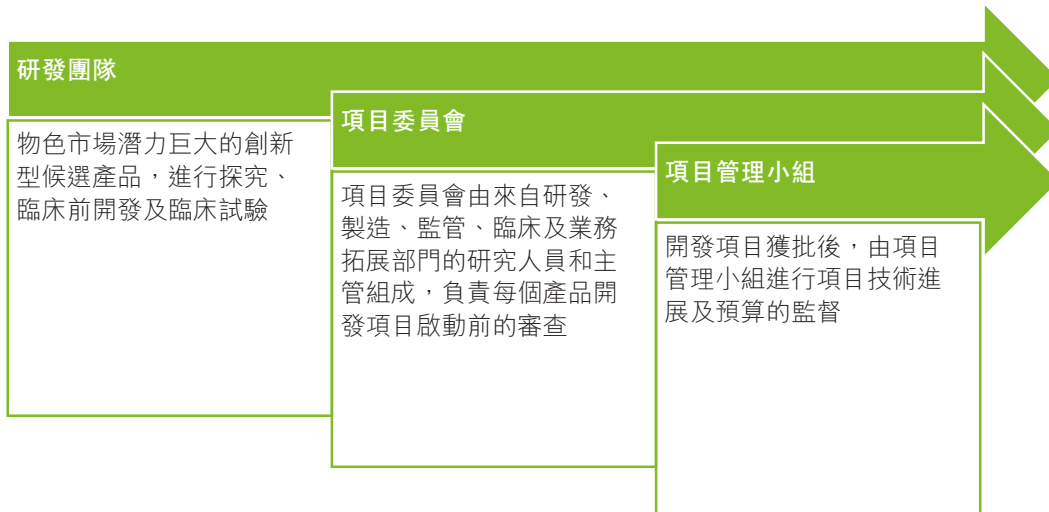 研發團隊
物色市場潛力巨大的創新
型候選產品，進行探究、
臨床前開發及臨床試驗
項目委員會
項目委員會由來自研發、
製造、監管、臨床及業務
拓展部門的研究人員和主
管組成，負責每個產品開
發項目啟動前的審查
項目管理小組
開發項目獲批後，由項目
管理小組進行項目技術進
展及預算的監督